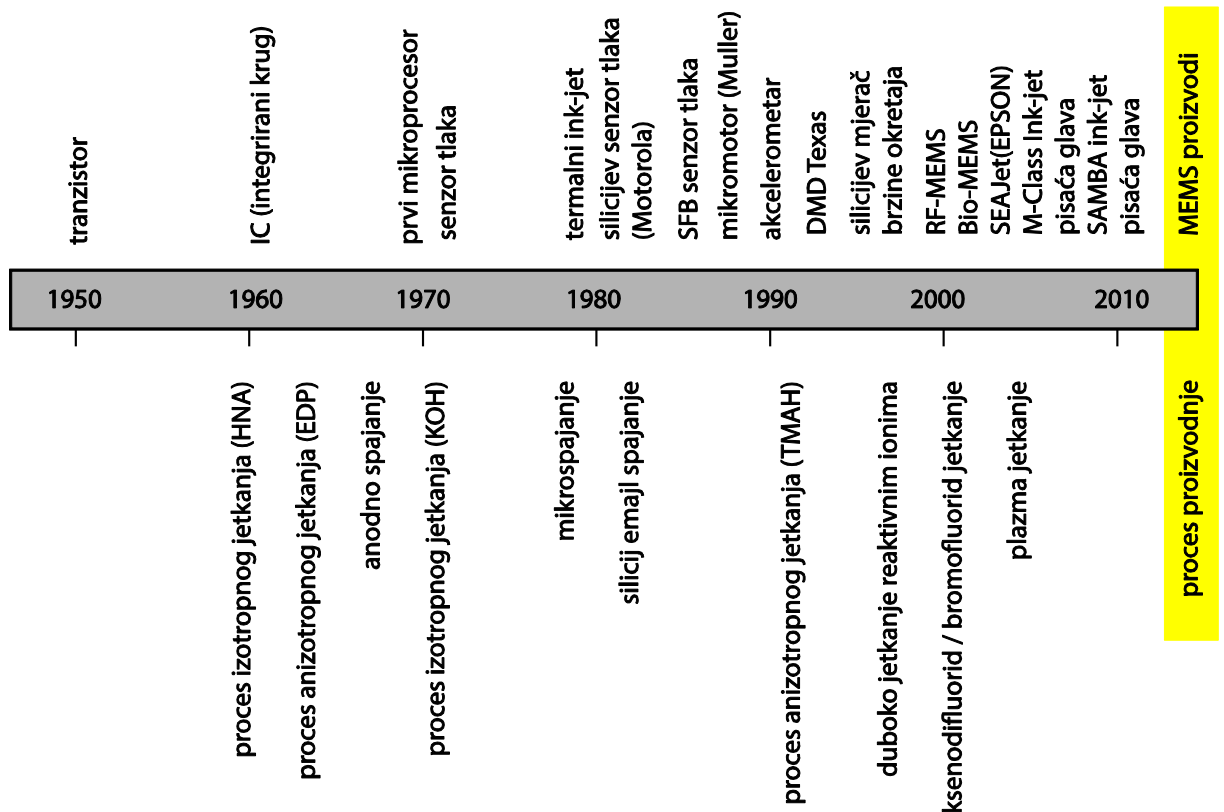 tranzistor
IC (integrirani krug)
prvi mikroprocesor
senzor tlaka
termalni ink-jet
silicijev senzor tlaka
(Motorola)
SFB senzor tlaka
mikromotor (Muller)
akcelerometar
DMD Texas
silicijev mjerač
brzine okretaja
RF-MEMS
Bio-MEMS
SEAJet(EPSON)
M-Class Ink-jet
pisaća glava
SAMBA ink-jet
pisaća glava
MEMS proizvodi
1950
1960
1970
1980
1990
2000
2010
proces izotropnog jetkanja (HNA)
proces anizotropnog jetkanja (EDP)
anodno spajanje
proces izotropnog jetkanja (KOH)
mikrospajanje
silicij emajl spajanje
proces anizotropnog jetkanja (TMAH)
duboko jetkanje reaktivnim ionima
ksenodifluorid / bromofluorid jetkanje
plazma jetkanje
proces proizvodnje